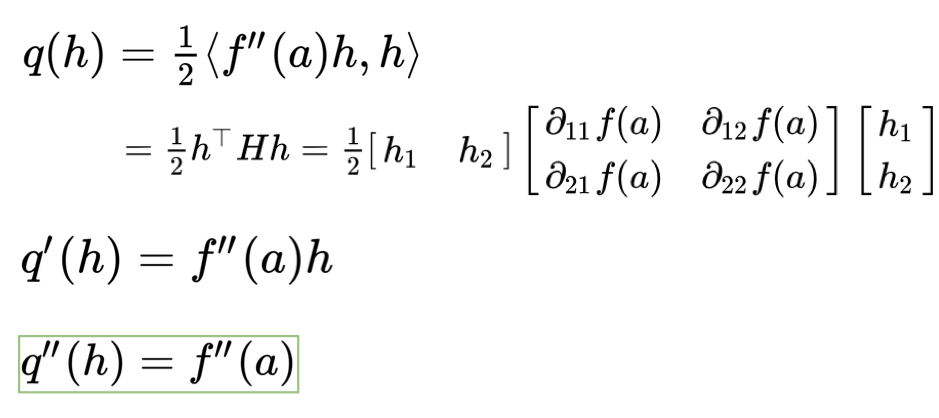 q(h) = ½⟨f″(a)h, h⟩
= ½h⊤Hh = ½[h₁ h₂] [∂₁₁f(a) ∂₁₂f(a); ∂₂₁f(a) ∂₂₂f(a)] [h₁; h₂]
q′(h) = f″(a)h
q″(h) = f″(a)